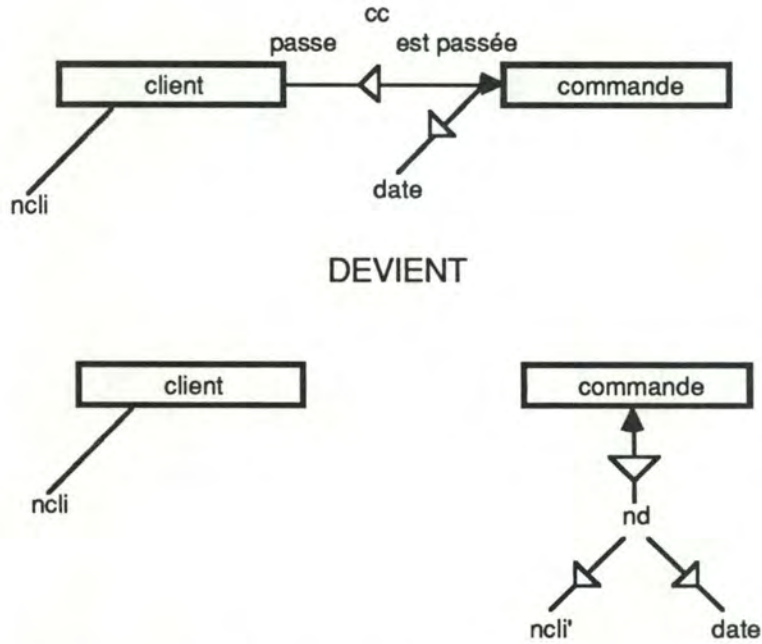 cc
passe est passée
client commande
ncli date
DEVIENT
client commande
ncli nd
ncli' date